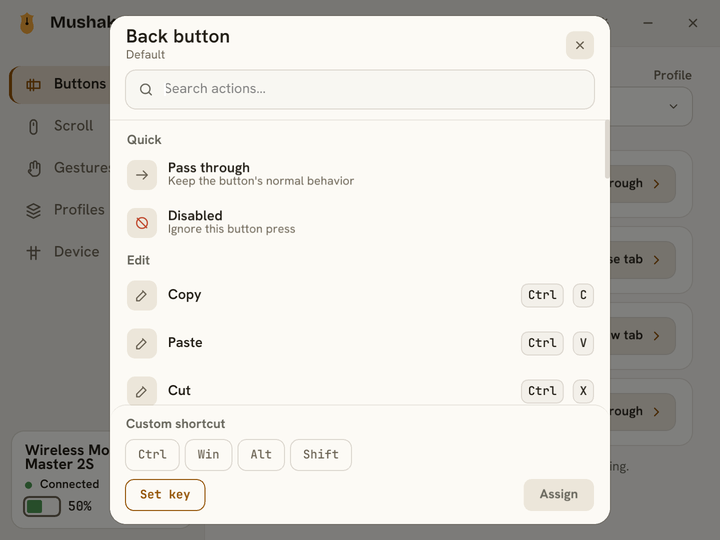 Back button
Default
Search actions...
Quick
Pass through
Keep the button's normal behavior
Disabled
Ignore this button press
Edit
Copy
Ctrl C
Paste
Ctrl V
Cut
Ctrl X
Custom shortcut
Ctrl Win Alt Shift
Set key
Assign
Buttons
Scroll
Gestures
Profiles
Device
Wireless Mo
Master 2S
Connected
50%
Profile
rough
se tab
w tab
rough
ing.